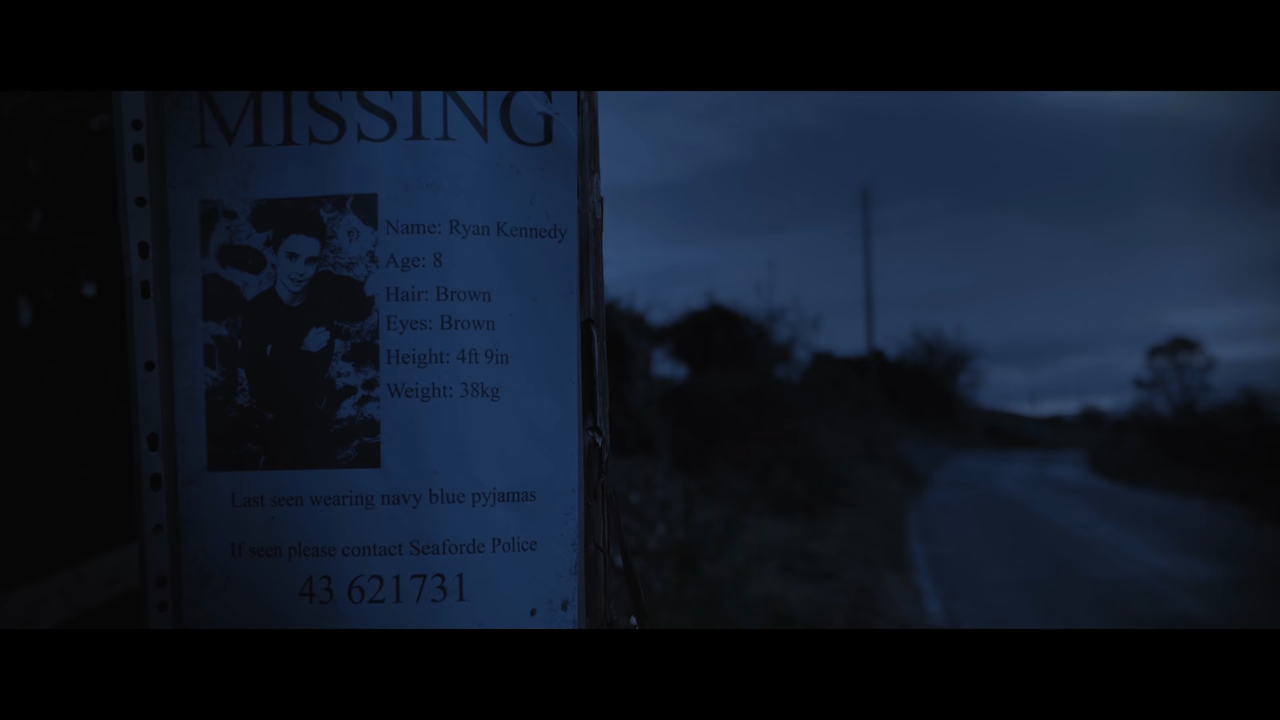 MISSING
Name: Ryan Kennedy
Age: 8
Hair: Brown
Eyes: Brown
Height: 4ft 9in
Weight: 38kg
Last seen wearing navy blue pyjamas
If seen please contact Seaforde Police
43 621731